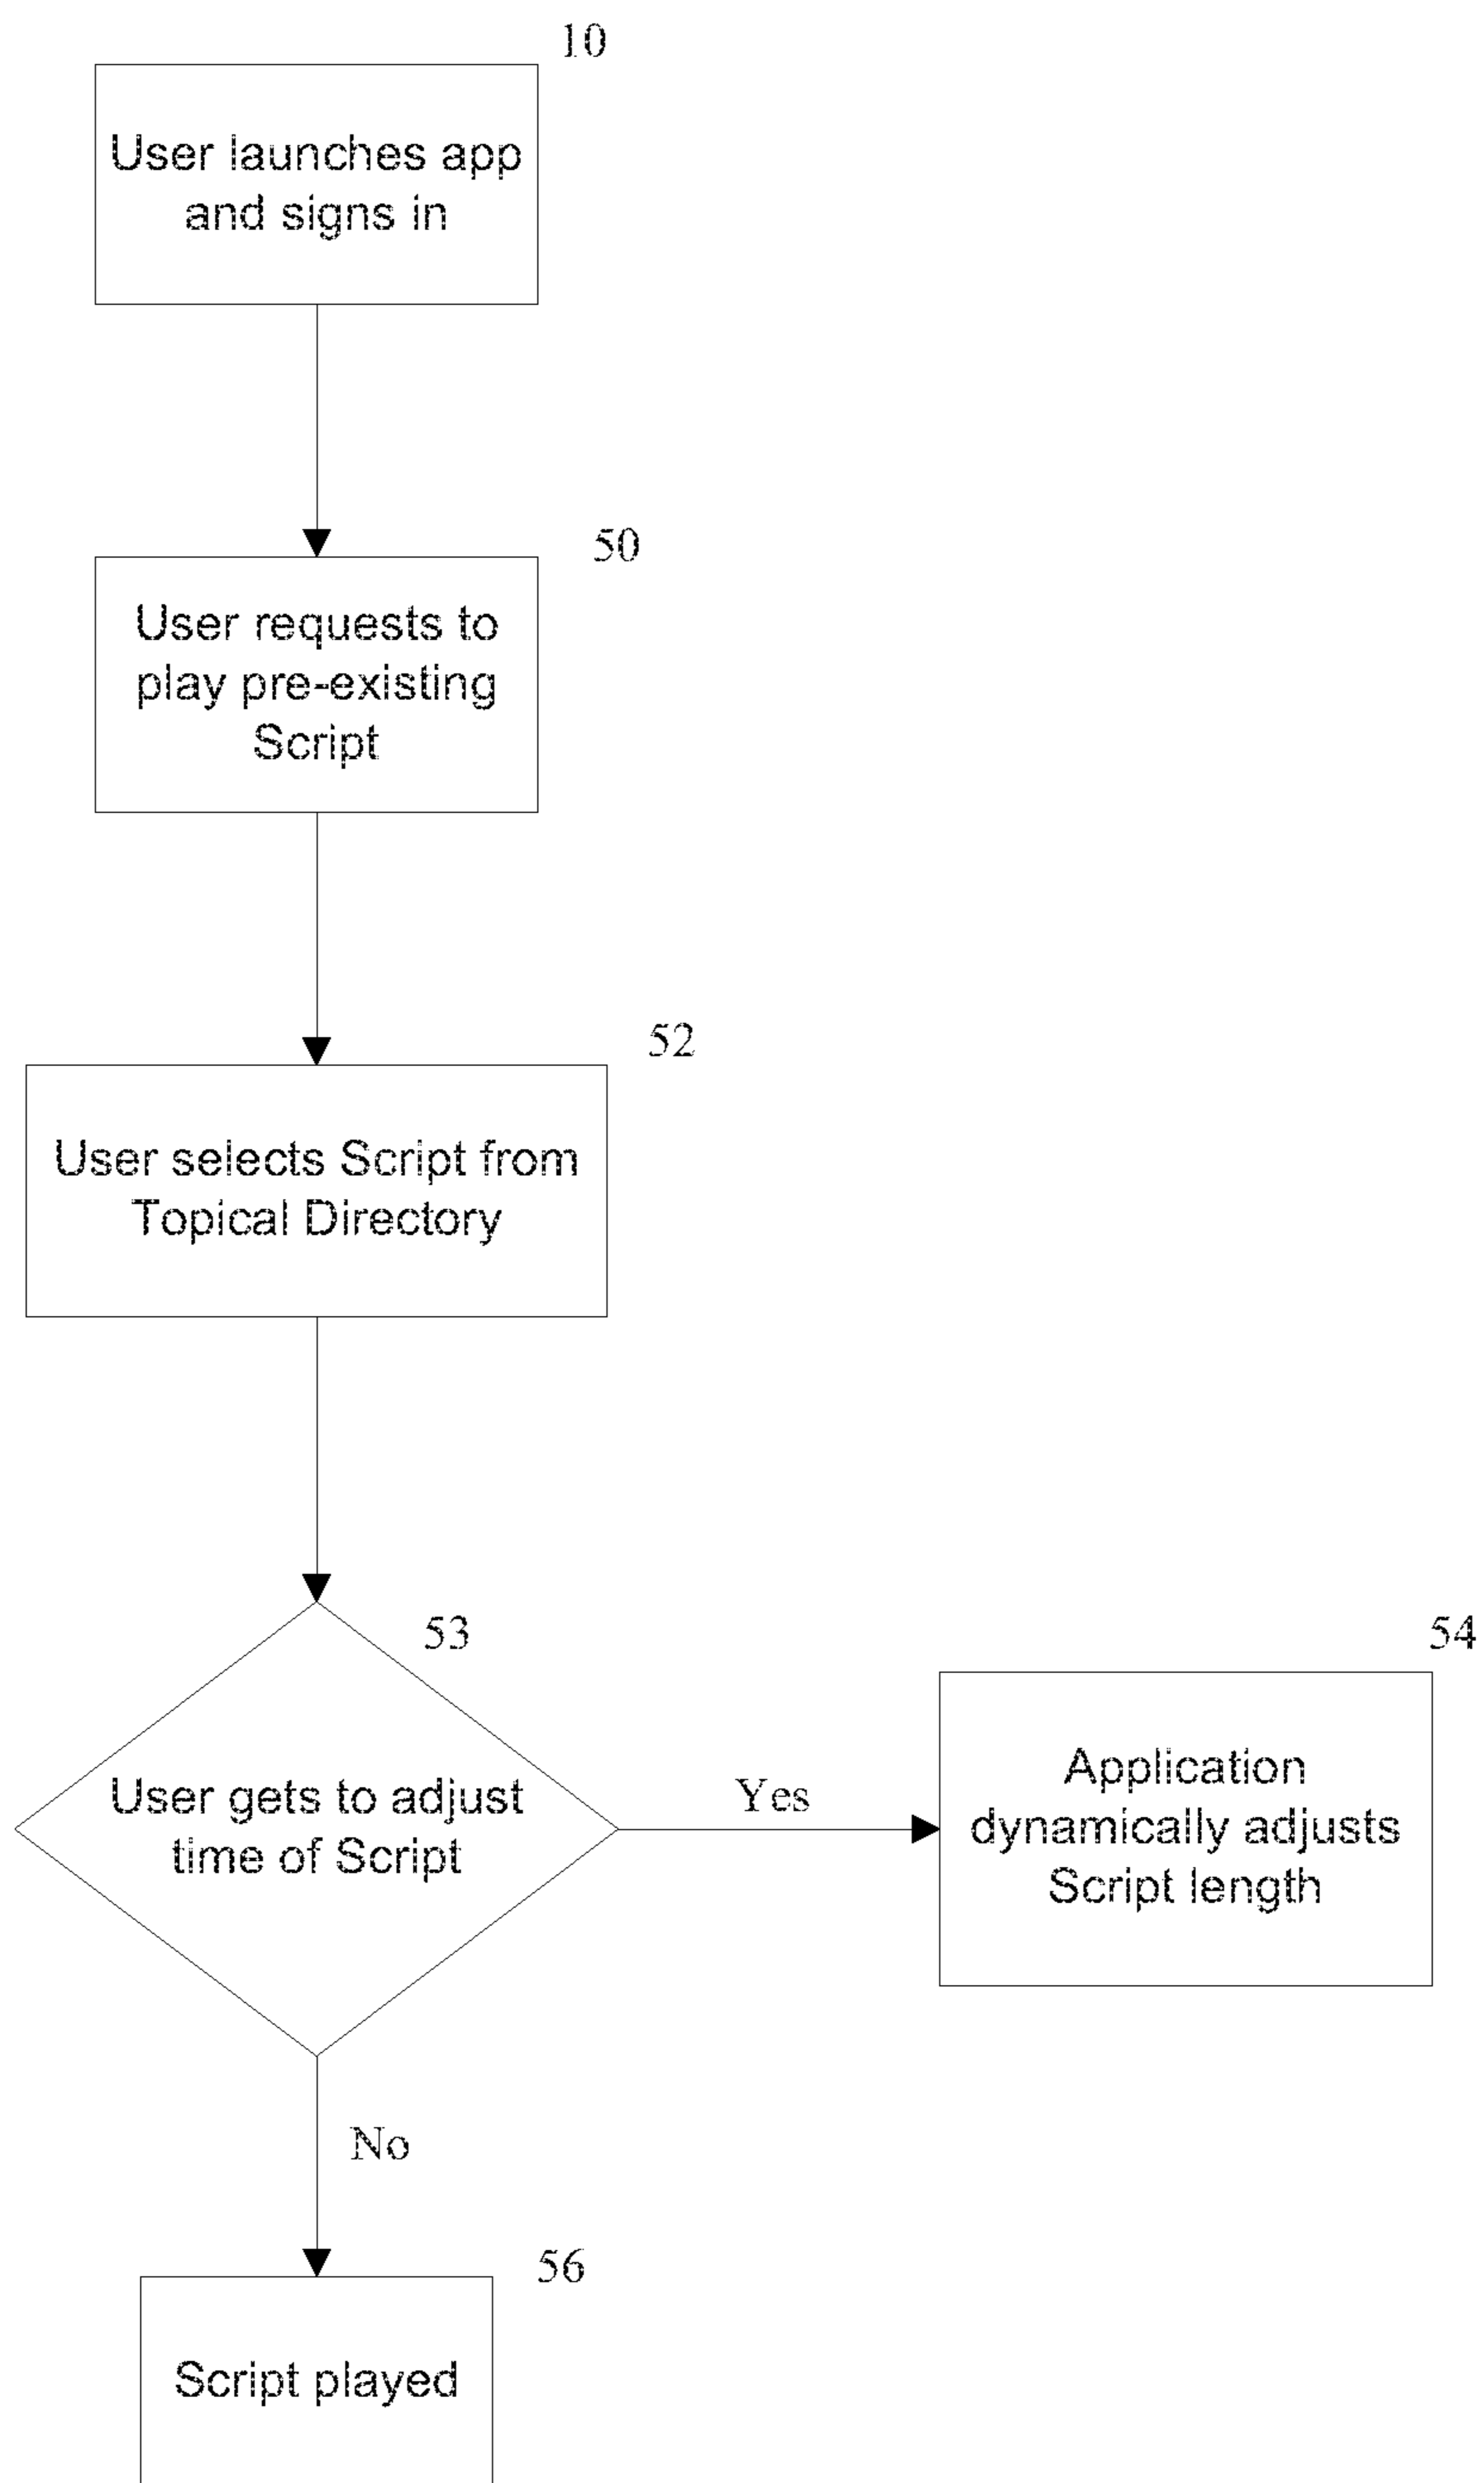 10
User launches app
and signs in
50
User requests to
play pre-existing
Script
52
User selects Script from
Topical Directory
53
User gets to adjust
time of Script
Yes
54
Application
dynamically adjusts
Script length
No
56
Script played